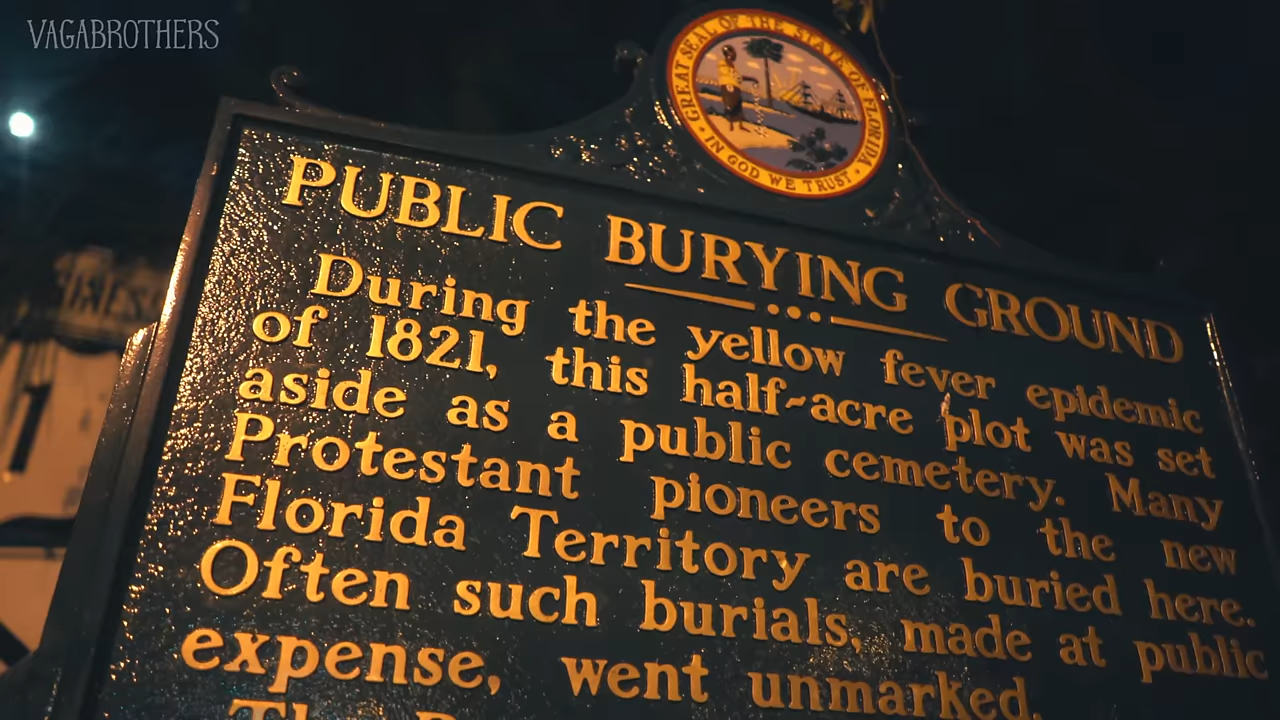 VAGABROTHERS
GREAT SEAL OF THE STATE OF FLORIDA
IN GOD WE TRUST
PUBLIC BURYING GROUND
During the yellow fever epidemic
of 1821, this half-acre plot was set
aside as a public cemetery. Many
Protestant pioneers to the new
Florida Territory are buried here.
Often such burials, made at public
expense, went unmarked.